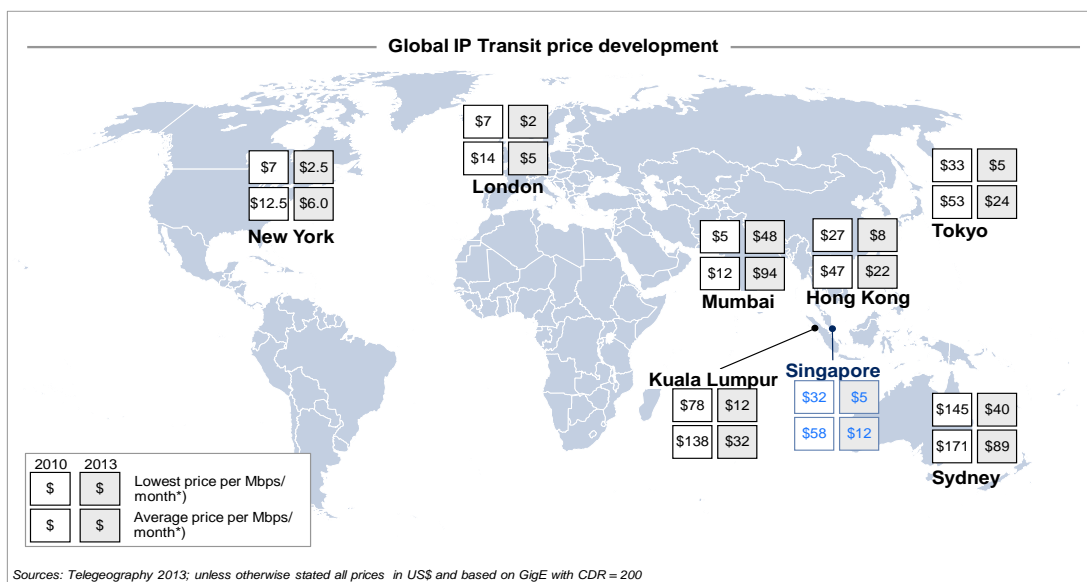 Global IP Transit price development
$7 $2
$14 $5
London
$7 $2.5
$12.5 $6.0
New York
$33 $5
$53 $24
Tokyo
$5 $48
$12 $94
Mumbai
$27 $8
$47 $22
Hong Kong
Kuala Lumpur
$78 $12
$138 $32
Singapore
$32 $5
$58 $12
$145 $40
$171 $89
Sydney
2010 2013
$ $ Lowest price per Mbps/
month*)
$ $ Average price per Mbps/
month*)
Sources: Telegeography 2013; unless otherwise stated all prices in US$ and based on GigE with CDR = 200